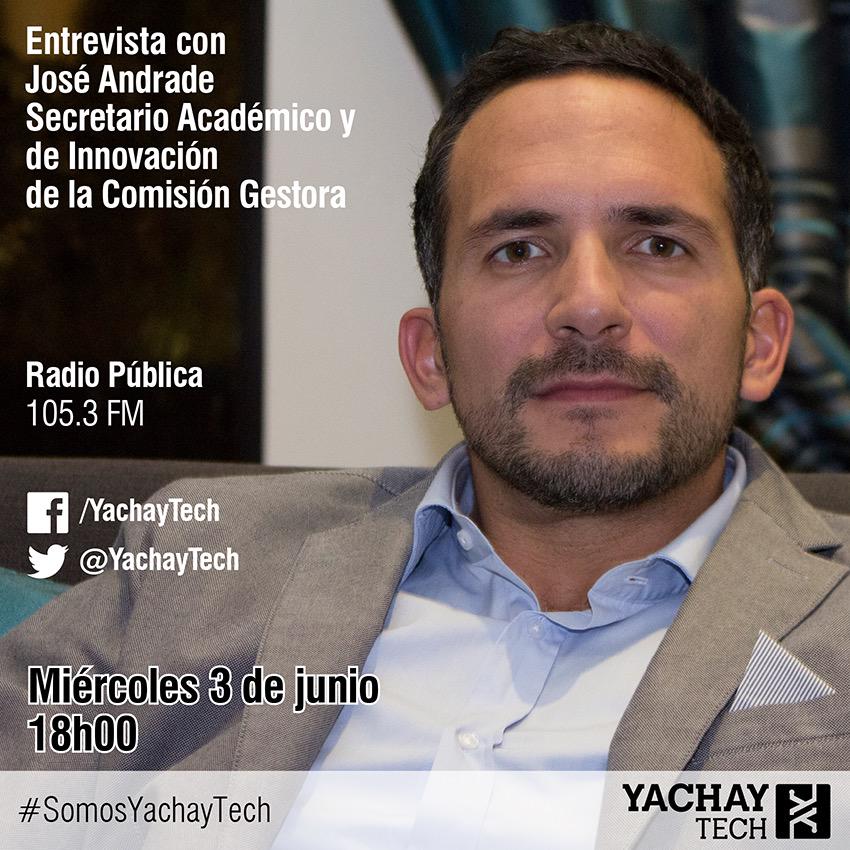 Entrevista con
José Andrade
Secretario Académico y
de Innovación
de la Comisión Gestora
Radio Pública
105.3 FM
/YachayTech
@YachayTech
Miércoles 3 de junio
18h00
#SomosYachayTech
YACHAY
TECH